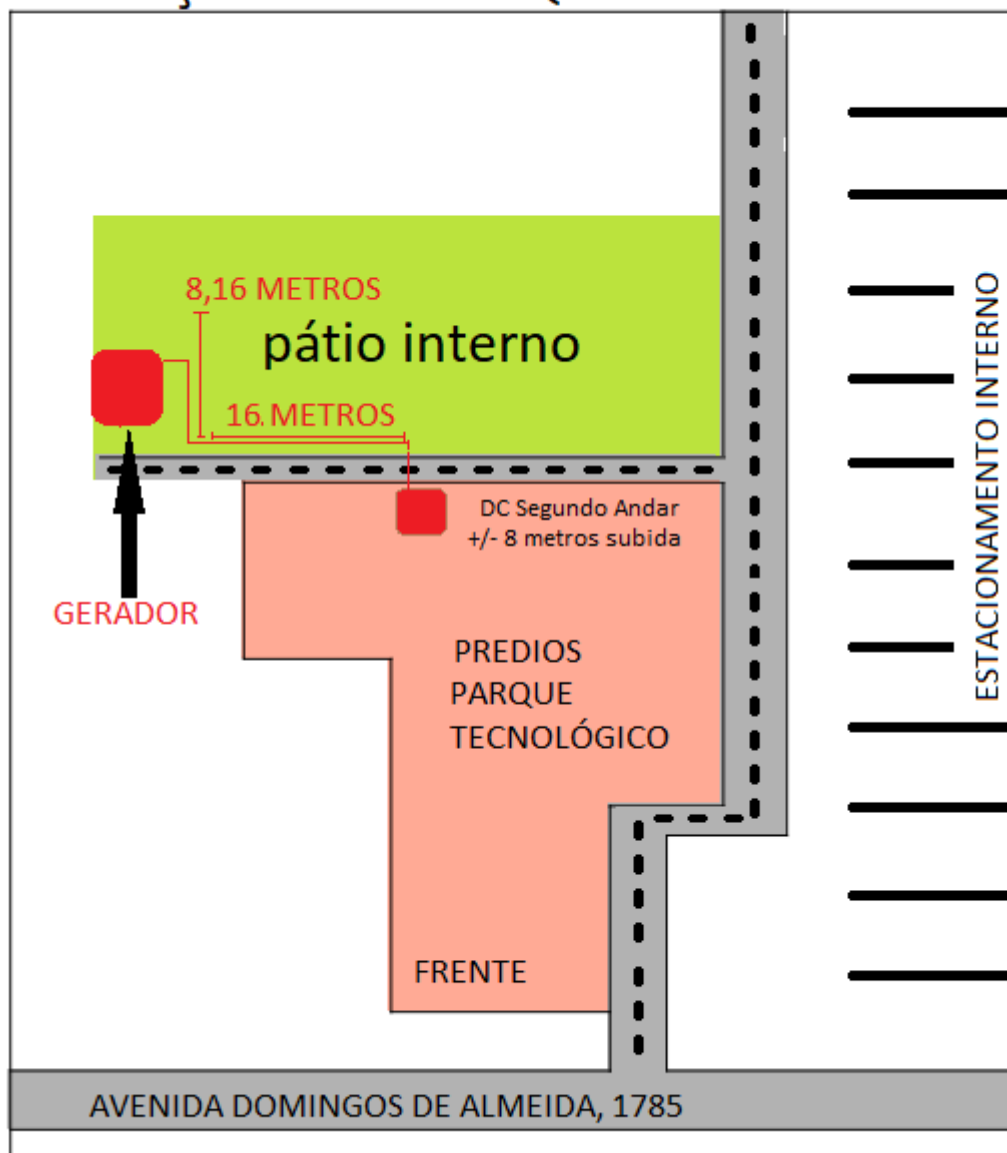 8,16 METROS
pátio interno
16. METROS
DC Segundo Andar
+/- 8 metros subida
GERADOR
ESTACIONAMENTO INTERNO
PREDIOS
PARQUE
TECNOLÓGICO
FRENTE
AVENIDA DOMINGOS DE ALMEIDA, 1785